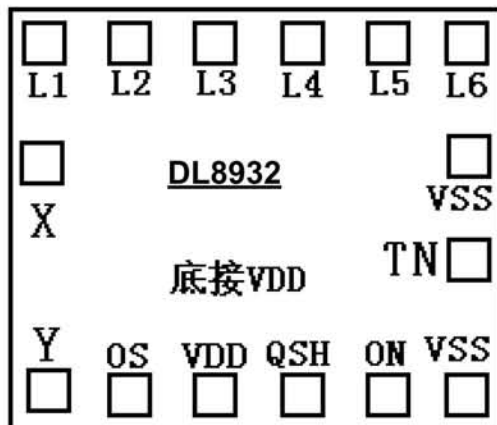 L1 L2 L3 L4 L5 L6
X DL8932 VSS
TN
底接VDD
Y OS VDD QSH ON VSS